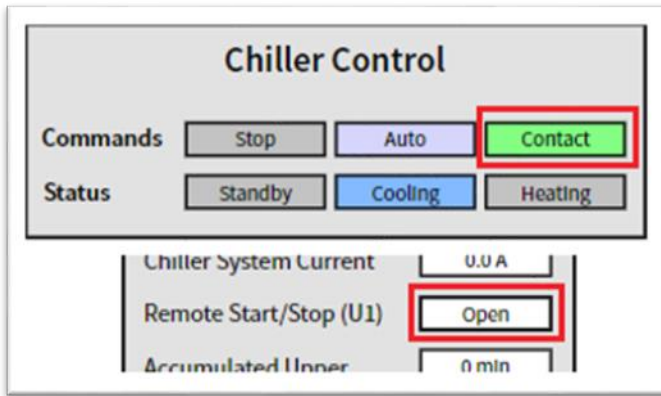 Chiller Control
Commands Stop Auto Contact
Status Standby Cooling Heating
Chiller System Current 0.0 A
Remote Start/Stop (U1) Open
Accumulated Upper 0 min